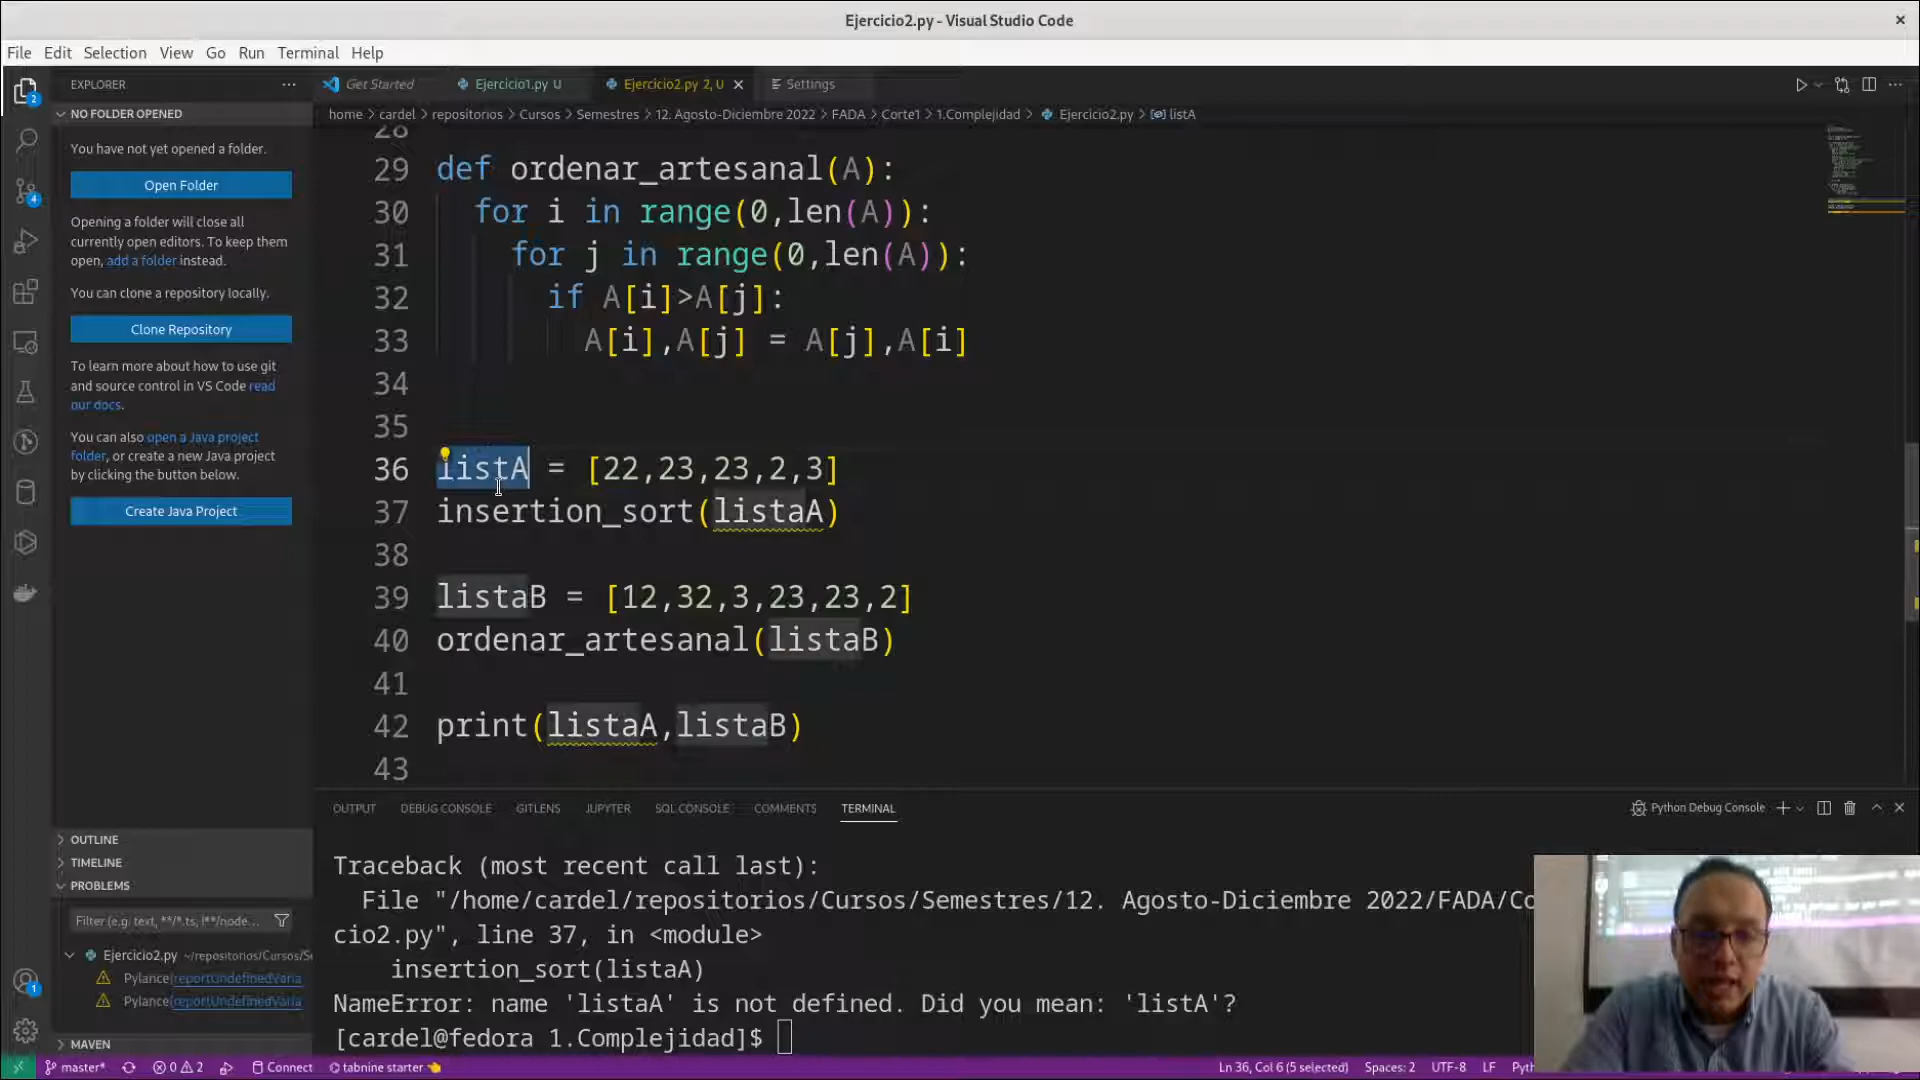 Ejercicio2.py - Visual Studio Code
File Edit Selection View Go Run Terminal Help
EXPLORER
Get Started Ejercicio1.py U Ejercicio2.py 2, U Settings
NO FOLDER OPENED
home > cardel > repositorios > Cursos > Semestres > 12. Agosto-Diciembre 2022 > FADA > Corte1 > 1.Complejidad > Ejercicio2.py > listA
You have not yet opened a folder.
Open Folder
Opening a folder will close all
currently open editors. To keep them
open, add a folder instead.
You can clone a repository locally.
Clone Repository
To learn more about how to use git
and source control in VS Code read
our docs.
You can also open a Java project
folder, or create a new Java project
by clicking the button below.
Create Java Project
OUTLINE
TIMELINE
PROBLEMS
Filter (e.g. text, **/*.ts, !**/node...
Ejercicio2.py ~/repositorios/Cursos/S
Pylance(reportUndefinedVaria
Pylance(reportUndefinedVaria
MAVEN
2
4
1
28
29 def ordenar_artesanal(A):
30 for i in range(0,len(A)):
31 for j in range(0,len(A)):
32 if A[i]>A[j]:
33 A[i],A[j] = A[j],A[i]
34
35
36 listA = [22,23,23,2,3]
37 insertion_sort(listaA)
38
39 listaB = [12,32,3,23,23,2]
40 ordenar_artesanal(listaB)
41
42 print(listaA,listaB)
43
OUTPUT DEBUG CONSOLE GITLENS JUPYTER SQL CONSOLE COMMENTS TERMINAL
Python Debug Console
Traceback (most recent call last):
File "/home/cardel/repositorios/Cursos/Semestres/12. Agosto-Diciembre 2022/FADA/Co
cio2.py", line 37, in <module>
insertion_sort(listaA)
NameError: name 'listaA' is not defined. Did you mean: 'listA'?
[cardel@fedora 1.Complejidad]$
master* 0 2 Connect tabnine starter Ln 36, Col 6 (5 selected) Spaces: 2 UTF-8 LF Pyth